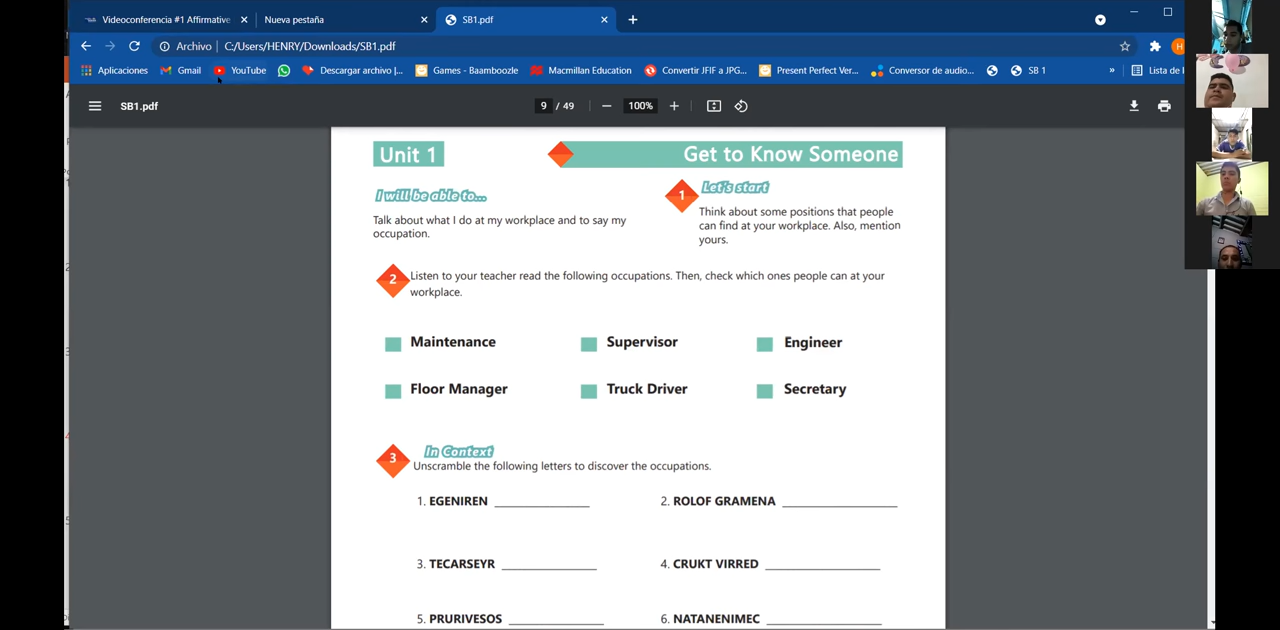 Videoconferencia #1 Affirmative
Nueva pestaña
SB1.pdf
Archivo
C:/Users/HENRY/Downloads/SB1.pdf
H
Aplicaciones
Gmail
YouTube
Descargar archivo |...
Games - Baamboozle
Macmillan Education
Convertir JFIF a JPG...
Present Perfect Ver...
Conversor de audio...
SB 1
»
Lista de
SB1.pdf
9 / 49
100%
Unit 1
Get to Know Someone
I will be able to...
Talk about what I do at my workplace and to say my
occupation.
1
Let's start
Think about some positions that people
can find at your workplace. Also, mention
yours.
2
Listen to your teacher read the following occupations. Then, check which ones people can at your
workplace.
Maintenance
Supervisor
Engineer
Floor Manager
Truck Driver
Secretary
3
In Context
Unscramble the following letters to discover the occupations.
1. EGENIREN ____________
2. ROLOF GRAMENA ____________
3. TECARSEYR ____________
4. CRUKT VIRRED ____________
5. PRURIVESOS ____________
6. NATANENIMEC ____________